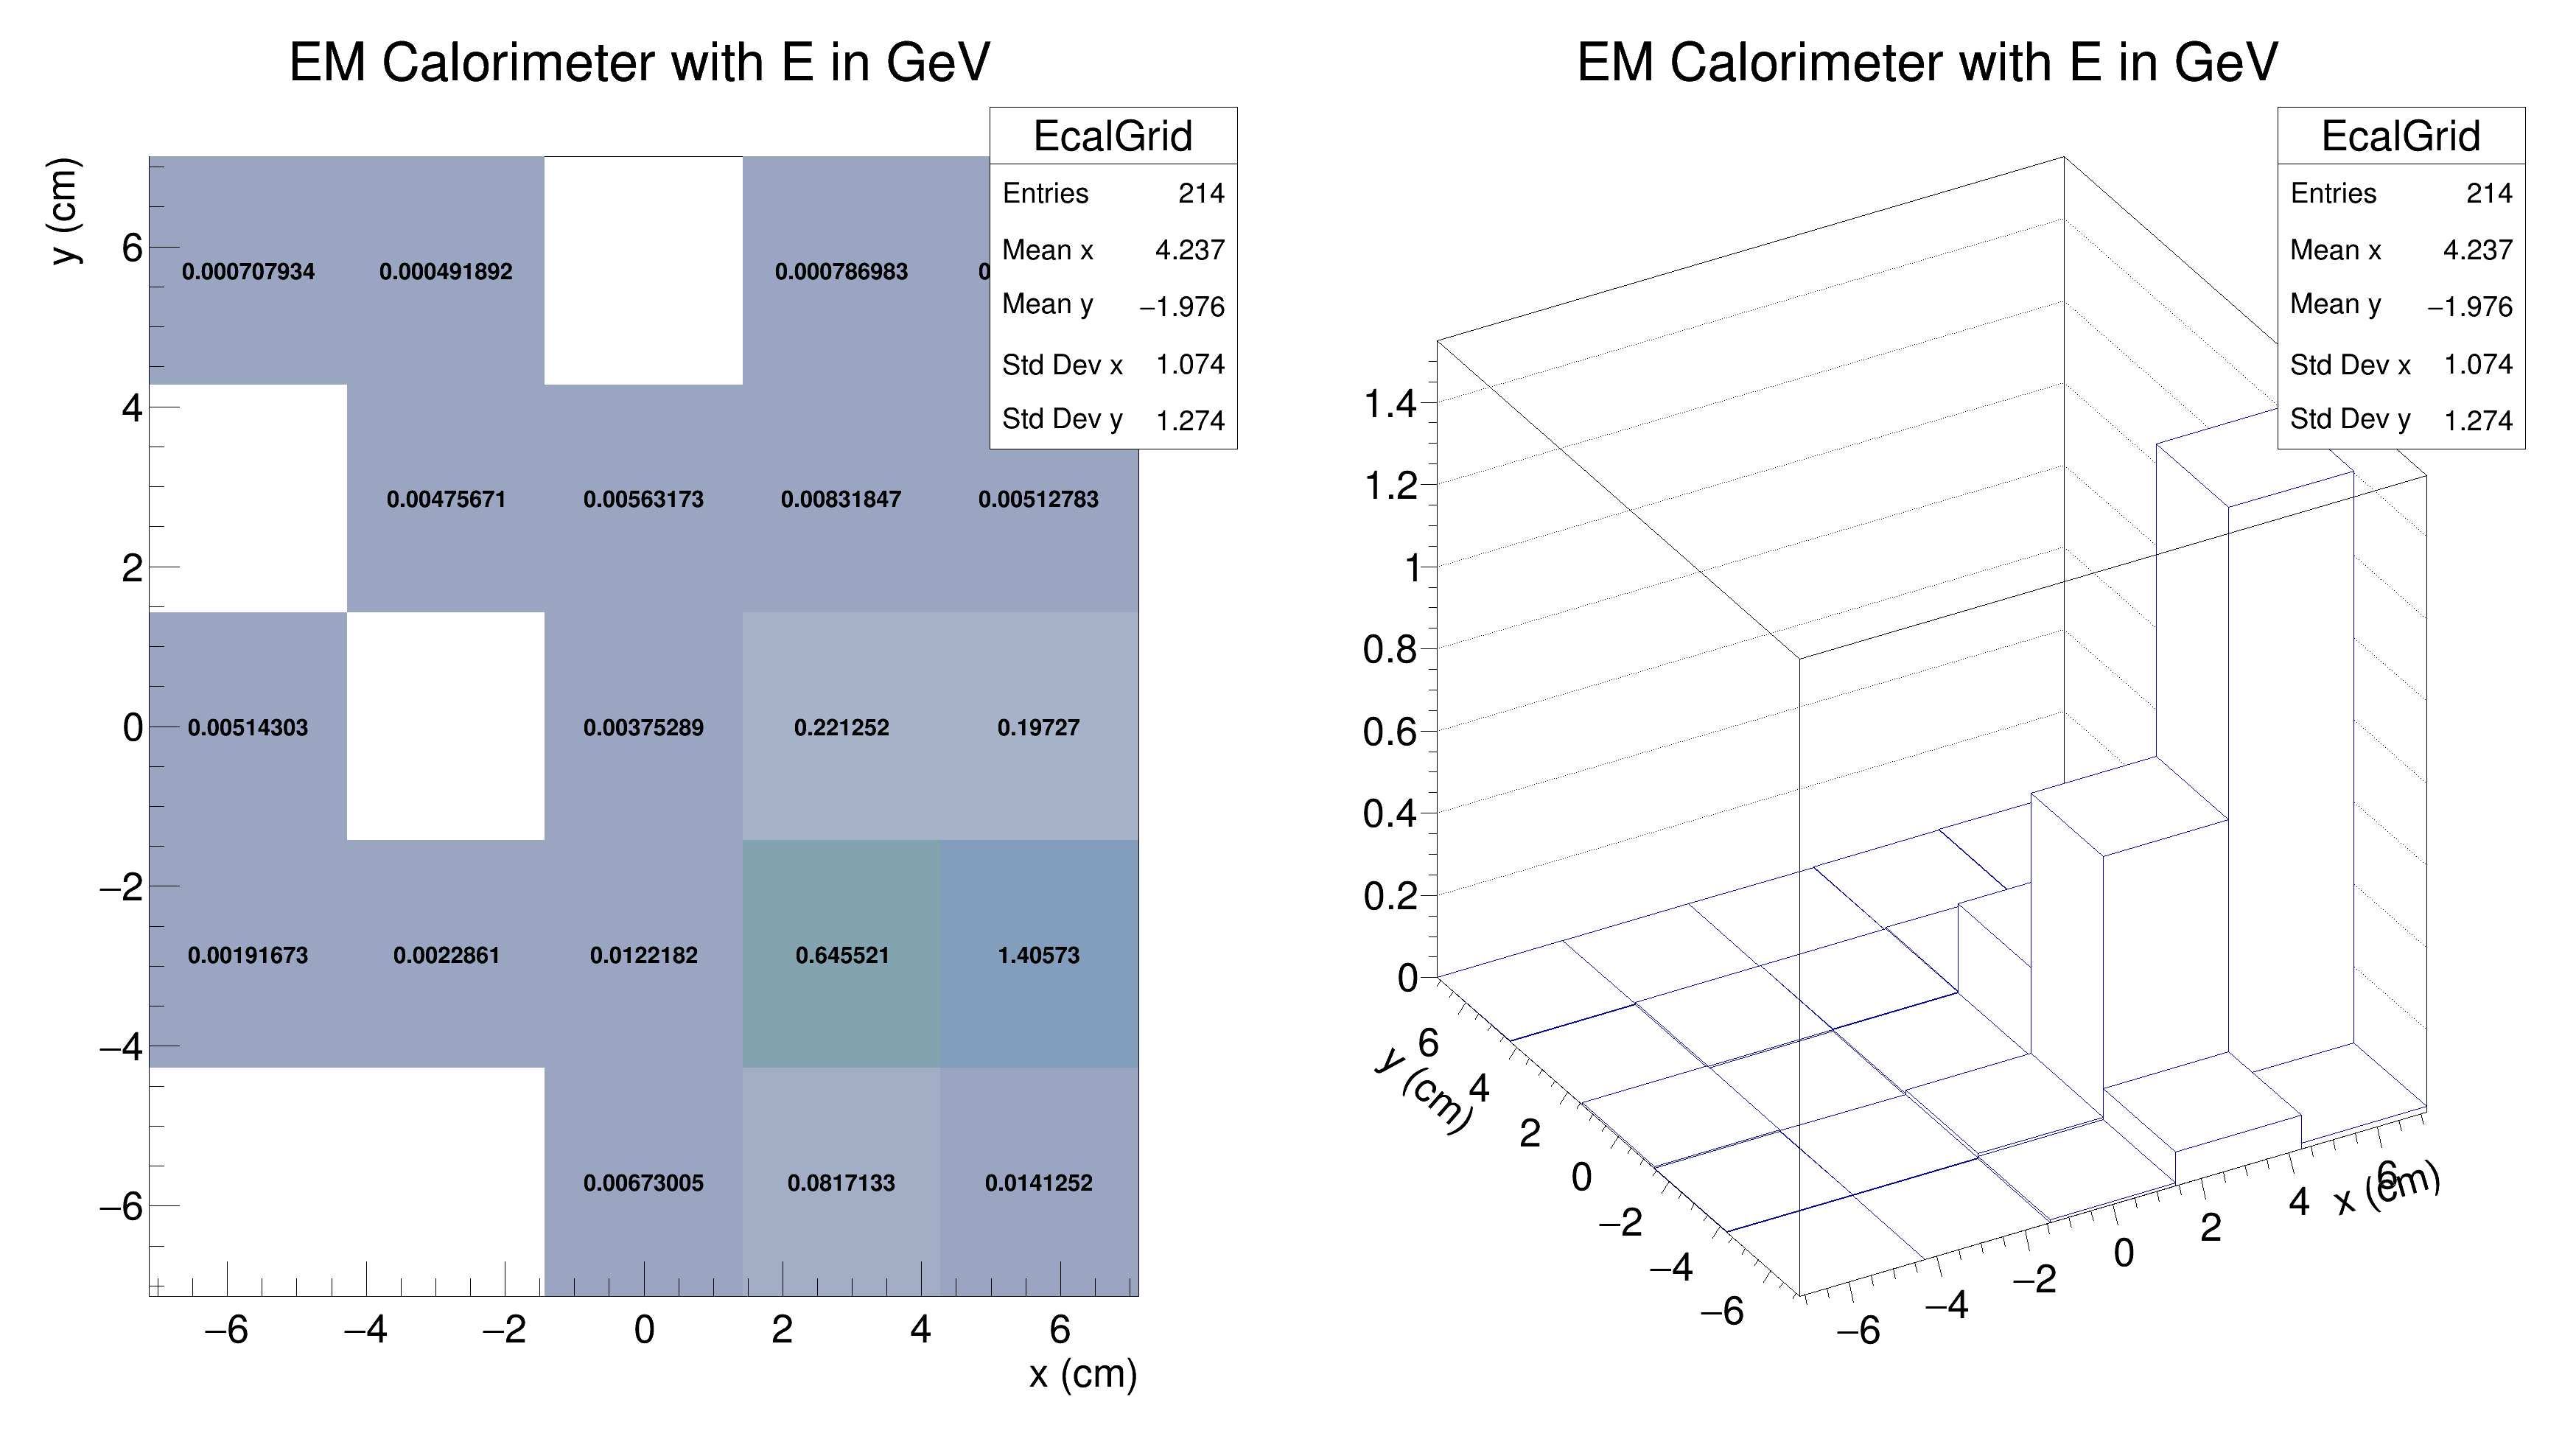 EM Calorimeter with E in GeV
y (cm)
EcalGrid
Entries 214
Mean x 4.237
Mean y −1.976
Std Dev x 1.074
Std Dev y 1.274
6
4
2
0
−2
−4
−6
0.000707934 0.000491892 0.000786983
0.00475671 0.00563173 0.00831847 0.00512783
0.00514303 0.00375289 0.221252 0.19727
0.00191673 0.0022861 0.0122182 0.645521 1.40573
0.00673005 0.0817133 0.0141252
−6 −4 −2 0 2 4 6
x (cm)
EM Calorimeter with E in GeV
EcalGrid
Entries 214
Mean x 4.237
Mean y −1.976
Std Dev x 1.074
Std Dev y 1.274
1.4
1.2
1
0.8
0.6
0.4
0.2
0
6
4
2
0
−2
−4
−6
y (cm)
−6
−4
−2
0
2
4
6
x (cm)